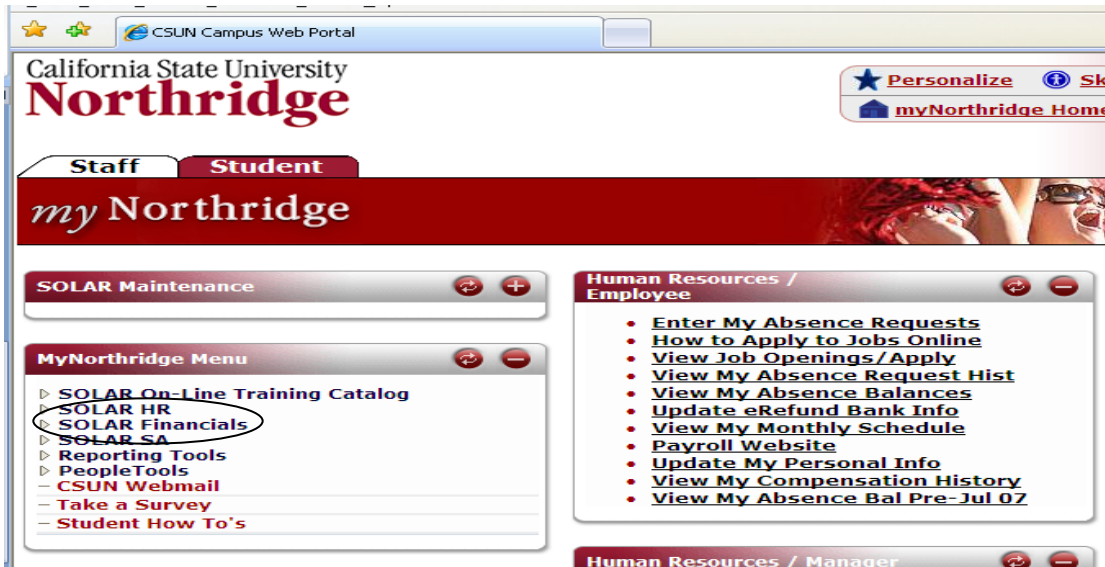 CSUN Campus Web Portal
California State University
Northridge
Personalize
myNorthridge Home
Staff Student
my Northridge
SOLAR Maintenance
MyNorthridge Menu
SOLAR On-Line Training Catalog
SOLAR HR
SOLAR Financials
SOLAR SA
Reporting Tools
PeopleTools
– CSUN Webmail
– Take a Survey
– Student How To's
Human Resources /
Employee
• Enter My Absence Requests
• How to Apply to Jobs Online
• View Job Openings/Apply
• View My Absence Request Hist
• View My Absence Balances
• Update eRefund Bank Info
• View My Monthly Schedule
• Payroll Website
• Update My Personal Info
• View My Compensation History
• View My Absence Bal Pre-Jul 07
Human Resources / Manager